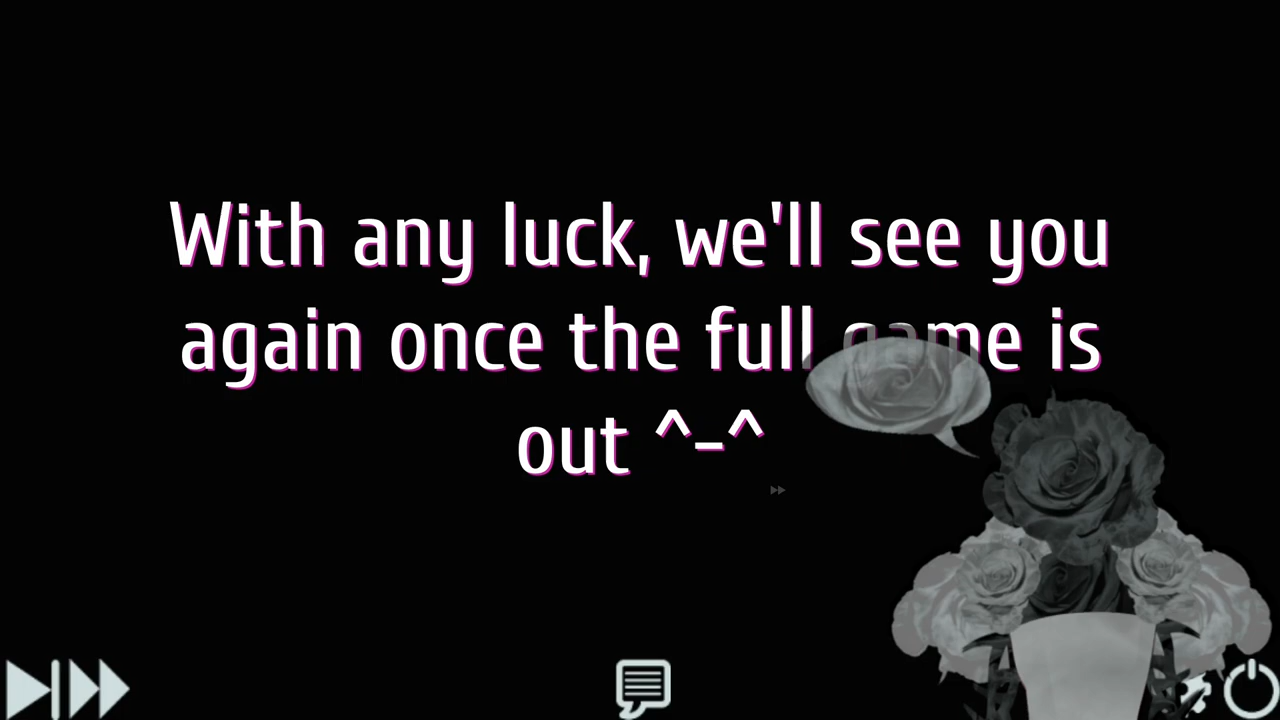 With any luck, we'll see you
again once the full game is
out ^-^